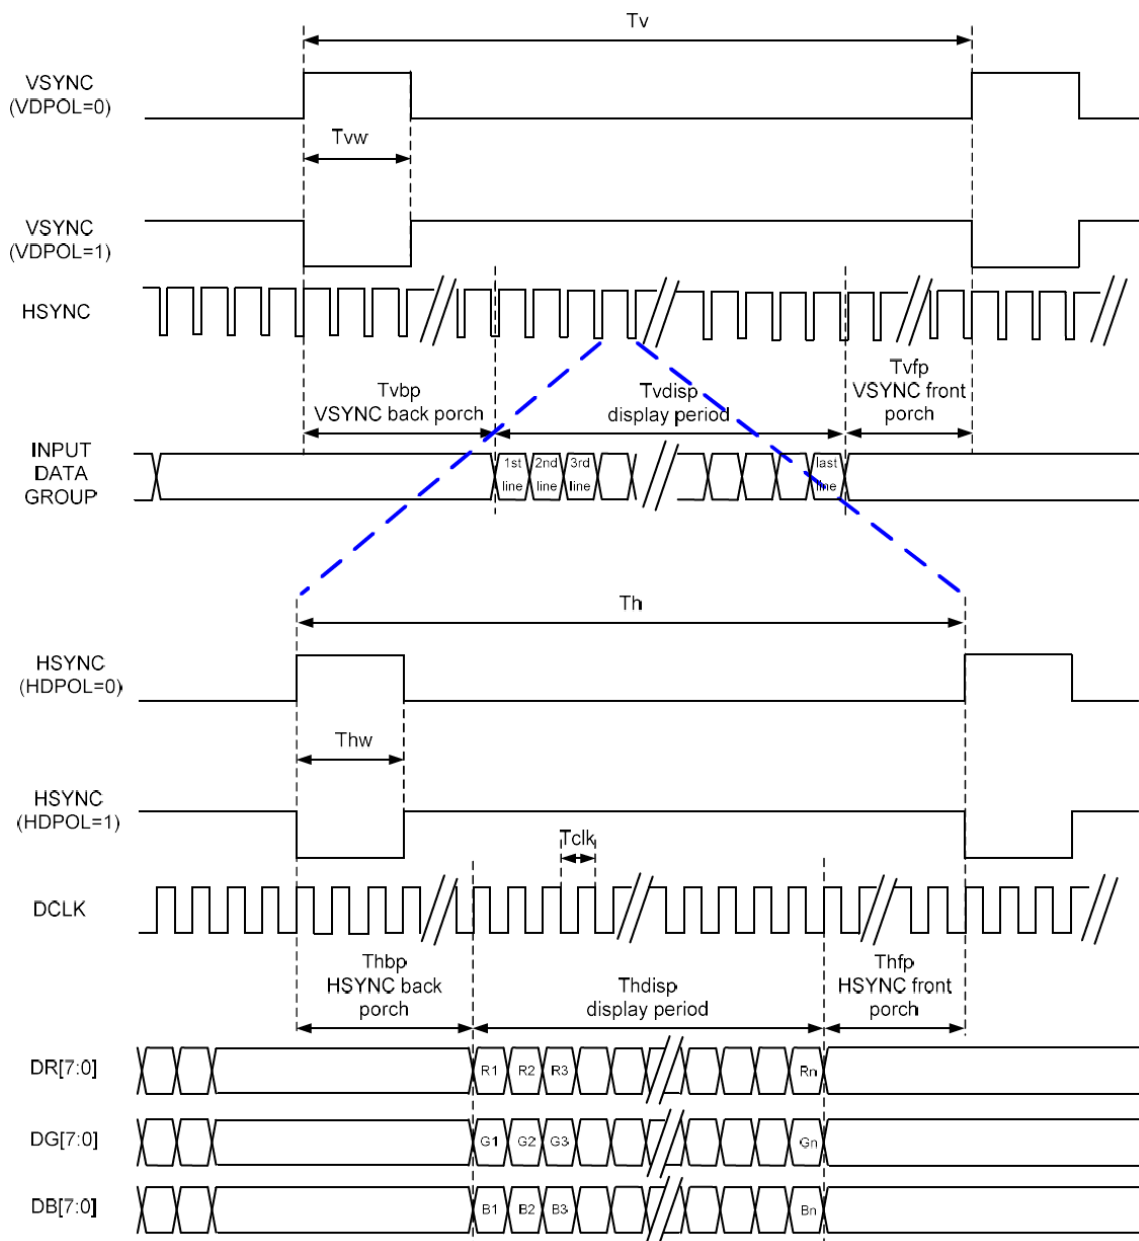 Tv
VSYNC
(VDPOL=0)
Tvw
VSYNC
(VDPOL=1)
HSYNC
Tvbp
VSYNC back porch
Tvdisp
display period
Tvfp
VSYNC front
porch
INPUT
DATA
GROUP
1st
line
2nd
line
3rd
line
last
line
Th
HSYNC
(HDPOL=0)
Thw
HSYNC
(HDPOL=1)
Tclk
DCLK
Thbp
HSYNC back
porch
Thdisp
display period
Thfp
HSYNC front
porch
DR[7:0]
R1
R2
R3
Rn
DG[7:0]
G1
G2
G3
Gn
DB[7:0]
B1
B2
B3
Bn